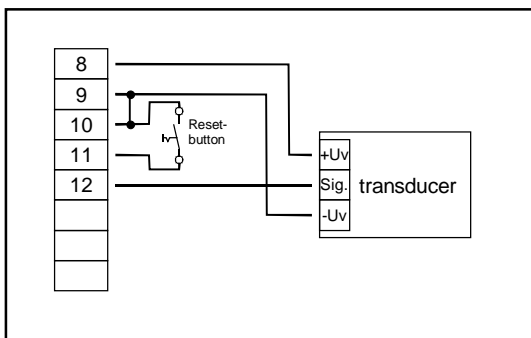 8
9
10
11
12
Reset-
button
+Uv
Sig.
-Uv
transducer